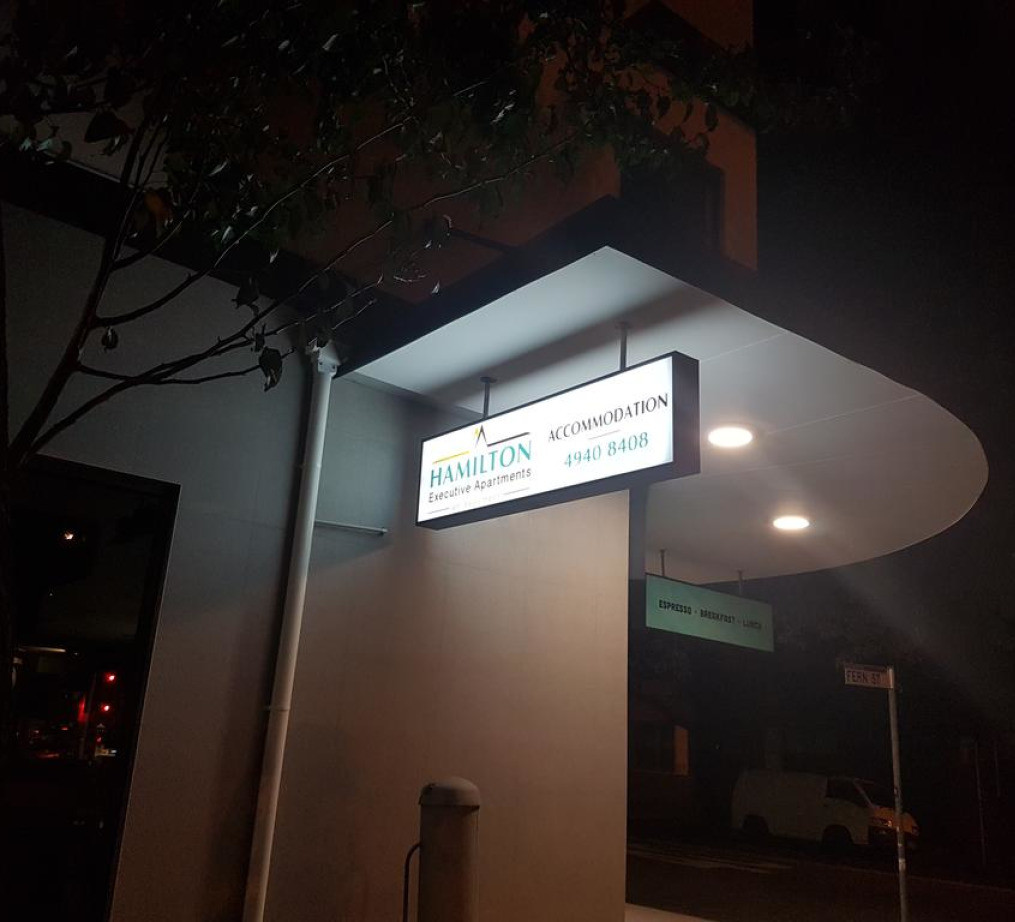 HAMILTON
Executive Apartments
ACCOMMODATION
4940 8408
ESPRESSO - BREAKFAST - LUNCH
FERN ST